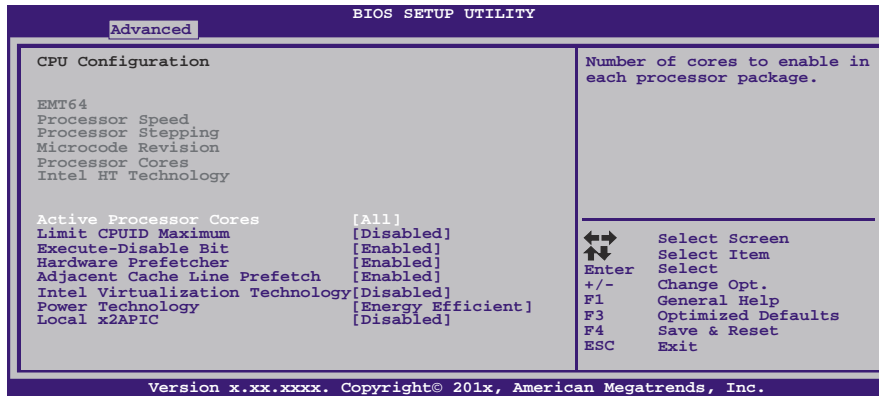 BIOS SETUP UTILITY
Advanced
CPU Configuration
EMT64
Processor Speed
Processor Stepping
Microcode Revision
Processor Cores
Intel HT Technology
Active Processor Cores [All]
Limit CPUID Maximum [Disabled]
Execute-Disable Bit [Enabled]
Hardware Prefetcher [Enabled]
Adjacent Cache Line Prefetch [Enabled]
Intel Virtualization Technology[Disabled]
Power Technology [Energy Efficient]
Local x2APIC [Disabled]
Number of cores to enable in
each processor package.
Select Screen
Select Item
Enter Select
+/- Change Opt.
F1 General Help
F3 Optimized Defaults
F4 Save & Reset
ESC Exit
Version x.xx.xxxx. Copyright© 201x, American Megatrends, Inc.